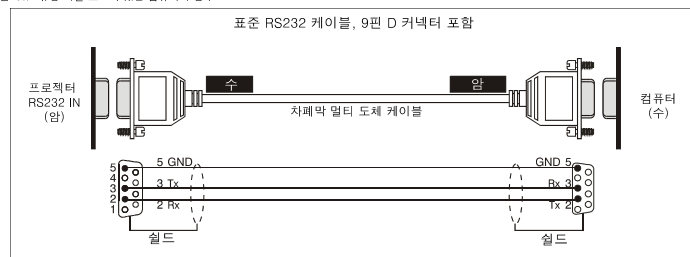 표준 RS232 케이블, 9핀 D 커넥터 포함
프로젝터
RS232 IN
(암)
수
암
차폐막 멀티 도체 케이블
컴퓨터
(수)
5
4
3
2
1
5 GND
3 Tx
2 Rx
GND 5
Rx 3
Tx 2
쉴드
쉴드